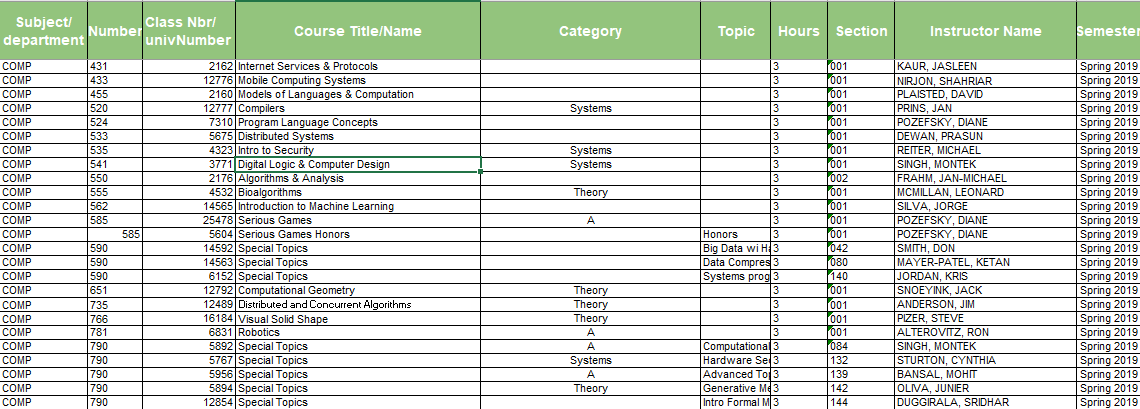 Subject/ department Number Class Nbr/ univNumber Course Title/Name Category Topic Hours Section Instructor Name Semester
COMP 431 2162 Internet Services & Protocols 3 001 KAUR, JASLEEN Spring 2019
COMP 433 12776 Mobile Computing Systems 3 001 NIRJON, SHAHRIAR Spring 2019
COMP 455 2160 Models of Languages & Computation 3 001 PLAISTED, DAVID Spring 2019
COMP 520 12777 Compilers Systems 3 001 PRINS, JAN Spring 2019
COMP 524 7310 Program Language Concepts 3 001 POZEFSKY, DIANE Spring 2019
COMP 533 5675 Distributed Systems 3 001 DEWAN, PRASUN Spring 2019
COMP 535 4323 Intro to Security Systems 3 001 REITER, MICHAEL Spring 2019
COMP 541 3771 Digital Logic & Computer Design Systems 3 001 SINGH, MONTEK Spring 2019
COMP 550 2176 Algorithms & Analysis 3 002 FRAHM, JAN-MICHAEL Spring 2019
COMP 555 4532 Bioalgorithms Theory 3 001 MCMILLAN, LEONARD Spring 2019
COMP 562 14565 Introduction to Machine Learning 3 001 SILVA, JORGE Spring 2019
COMP 585 25478 Serious Games A 3 001 POZEFSKY, DIANE Spring 2019
COMP 585 5604 Serious Games Honors Honors 3 001 POZEFSKY, DIANE Spring 2019
COMP 590 14592 Special Topics Big Data wi Ha 3 042 SMITH, DON Spring 2019
COMP 590 14563 Special Topics Data Compres 3 080 MAYER-PATEL, KETAN Spring 2019
COMP 590 6152 Special Topics Systems prog 3 140 JORDAN, KRIS Spring 2019
COMP 651 12792 Computational Geometry Theory 3 001 SNOEYINK, JACK Spring 2019
COMP 735 12489 Distributed and Concurrent Algorithms Theory 3 001 ANDERSON, JIM Spring 2019
COMP 766 16184 Visual Solid Shape Theory 3 001 PIZER, STEVE Spring 2019
COMP 781 6831 Robotics A 3 001 ALTEROVITZ, RON Spring 2019
COMP 790 5892 Special Topics A Computational 3 084 SINGH, MONTEK Spring 2019
COMP 790 5767 Special Topics Systems Hardware Sec 3 132 STURTON, CYNTHIA Spring 2019
COMP 790 5956 Special Topics A Advanced Top 3 139 BANSAL, MOHIT Spring 2019
COMP 790 5894 Special Topics Theory Generative Me 3 142 OLIVA, JUNIER Spring 2019
COMP 790 12854 Special Topics Intro Formal M 3 144 DUGGIRALA, SRIDHAR Spring 2019